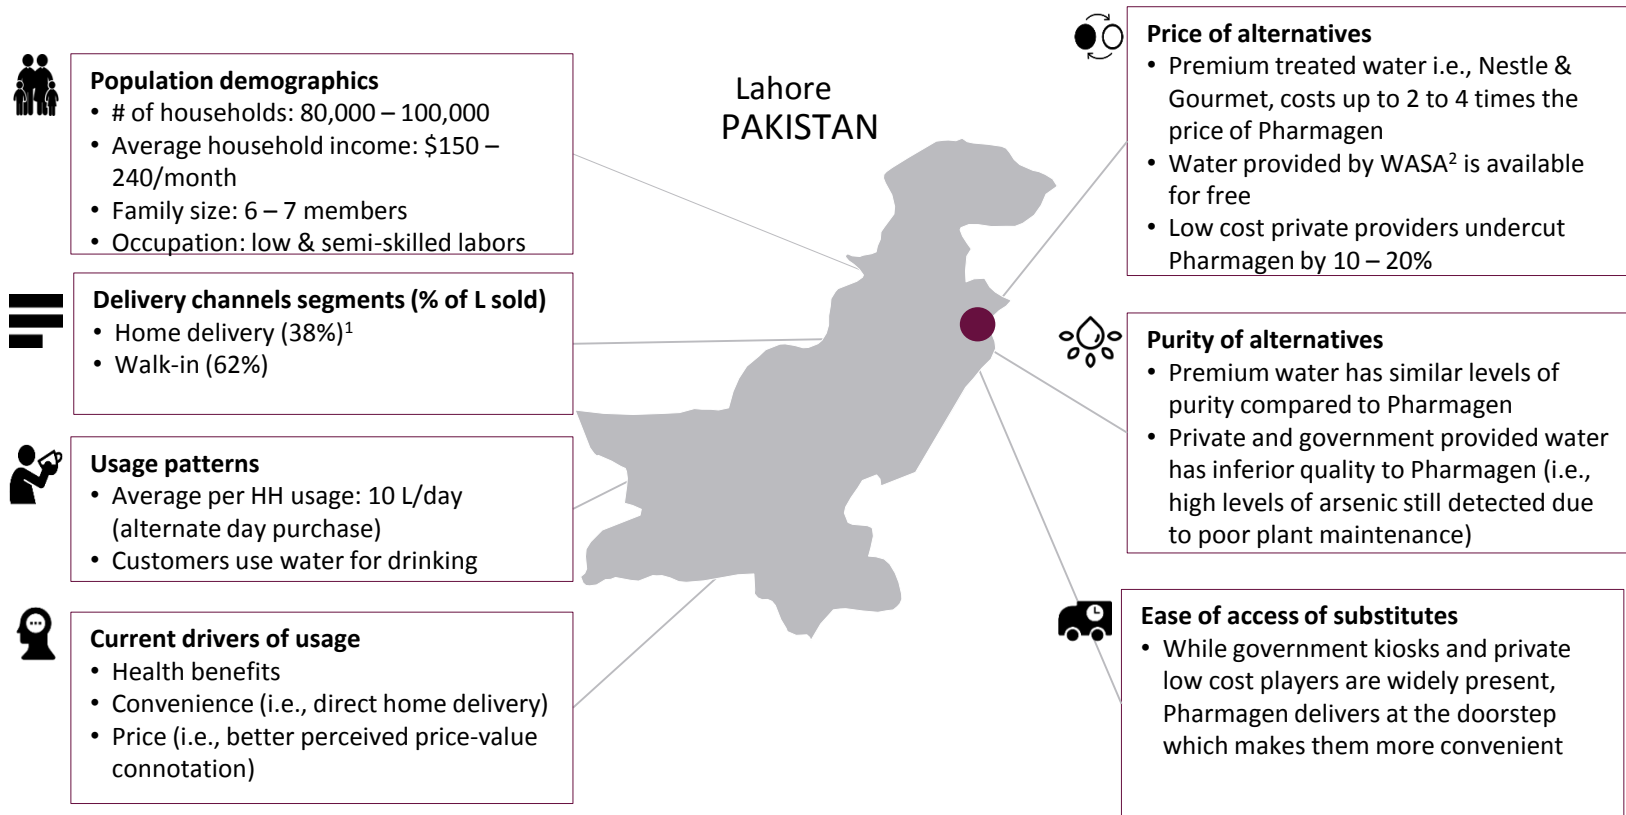 Lahore
PAKISTAN
Population demographics
• # of households: 80,000 – 100,000
• Average household income: $150 –
240/month
• Family size: 6 – 7 members
• Occupation: low & semi-skilled labors
Delivery channels segments (% of L sold)
• Home delivery (38%)¹
• Walk-in (62%)
Usage patterns
• Average per HH usage: 10 L/day
(alternate day purchase)
• Customers use water for drinking
Current drivers of usage
• Health benefits
• Convenience (i.e., direct home delivery)
• Price (i.e., better perceived price-value
connotation)
Price of alternatives
• Premium treated water i.e., Nestle &
Gourmet, costs up to 2 to 4 times the
price of Pharmagen
• Water provided by WASA² is available
for free
• Low cost private providers undercut
Pharmagen by 10 – 20%
Purity of alternatives
• Premium water has similar levels of
purity compared to Pharmagen
• Private and government provided water
has inferior quality to Pharmagen (i.e.,
high levels of arsenic still detected due
to poor plant maintenance)
Ease of access of substitutes
• While government kiosks and private
low cost players are widely present,
Pharmagen delivers at the doorstep
which makes them more convenient